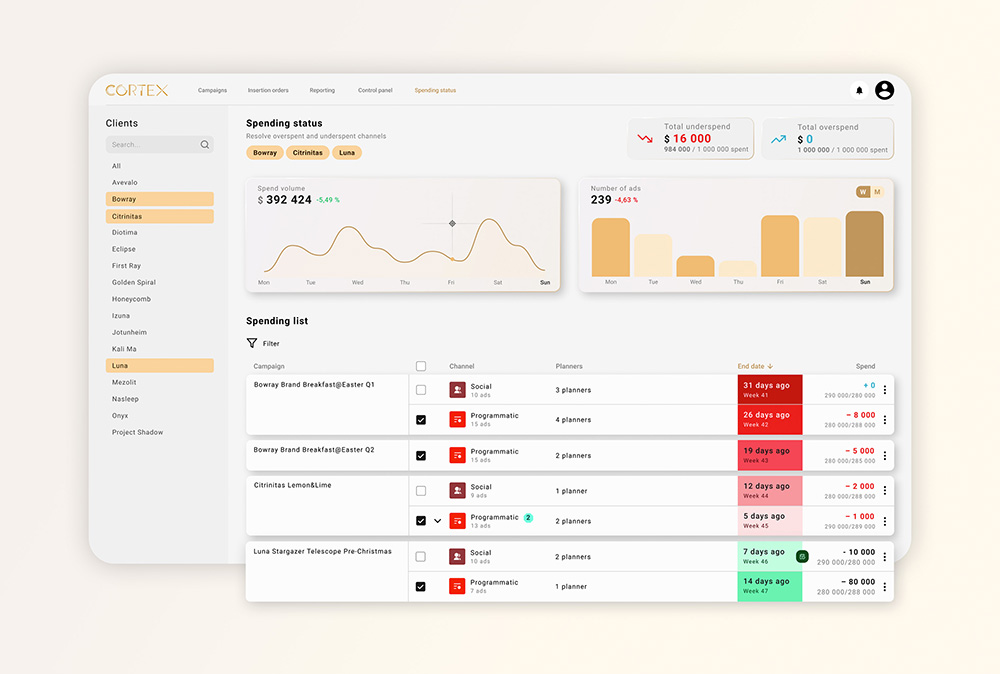 CORTEX
Campaigns
Insertion orders
Reporting
Control panel
Spending status
Clients
Search...
All
Avevalo
Bowray
Citrinitas
Diotima
Eclipse
First Ray
Golden Spiral
Honeycomb
Izuna
Jotunheim
Kali Ma
Luna
Mezolit
Nasleep
Onyx
Project Shadow
Spending status
Resolve overspent and underspent channels
Bowray Citrinitas Luna
Total underspend
$ 16 000
984 000 / 1 000 000 spent
Total overspend
$ 0
1 000 000 / 1 000 000 spent
Spend volume
$ 392 424 -5,49 %
Mon Tue Wed Thu Fri Sat Sun
Number of ads
239 -4,63 %
W M
Mon Tue Wed Thu Fri Sat Sun
Spending list
Filter
Campaign Channel Planners End date Spend
Bowray Brand Breakfast@Easter Q1
Social
10 ads
3 planners
31 days ago
Week 41
+ 0
290 000/280 000
Programmatic
15 ads
4 planners
26 days ago
Week 42
– 8 000
280 000/288 000
Bowray Brand Breakfast@Easter Q2
Programmatic
15 ads
2 planners
19 days ago
Week 43
– 5 000
280 000/285 000
Citrinitas Lemon&Lime
Social
9 ads
1 planner
12 days ago
Week 44
– 2 000
280 000/288 000
Programmatic 2
13 ads
2 planners
5 days ago
Week 45
– 1 000
290 000/289 000
Luna Stargazer Telescope Pre-Christmas
Social
10 ads
2 planners
7 days ago
Week 46
- 10 000
290 000/280 000
Programmatic
7 ads
1 planner
14 days ago
Week 47
– 80 000
280 000/288 000